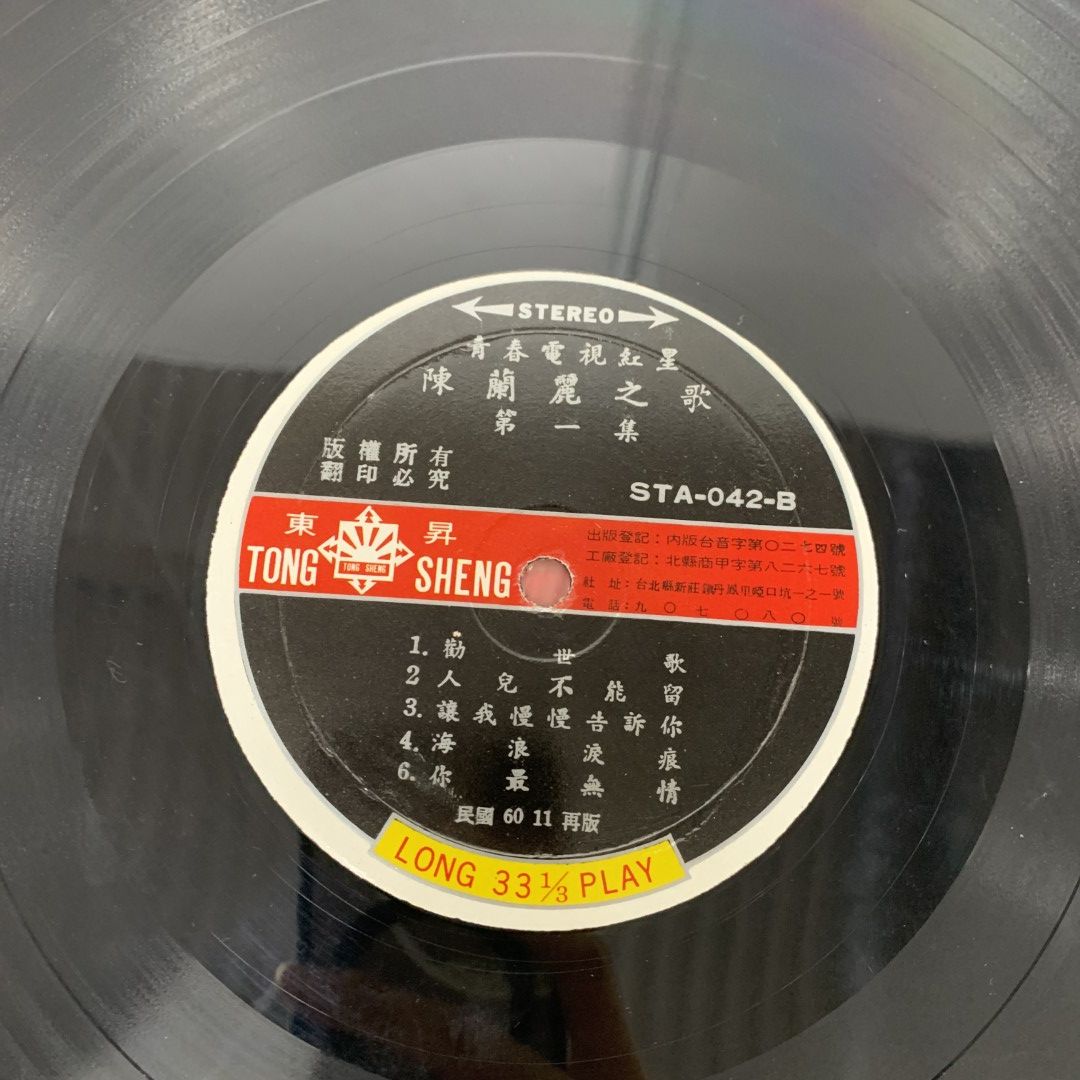 STEREO
青春電視紅星
陳蘭麗之歌
第一集
版權所有
翻印必究
STA-042-B
東昇
TONG SHENG
TONG SHENG
出版登記：內版台音字第〇二七四號
工廠登記：北縣商甲字第八二六七號
社址：台北縣新莊鎮丹鳳甲啞口坑一之一號
電話：九〇七〇八〇號
1. 勸世歌
2 人兒不能留
3. 讓我慢慢告訴你
4. 海浪淚痕
6. 你最無情
民國 60 11 再版
LONG 33 1/3 PLAY